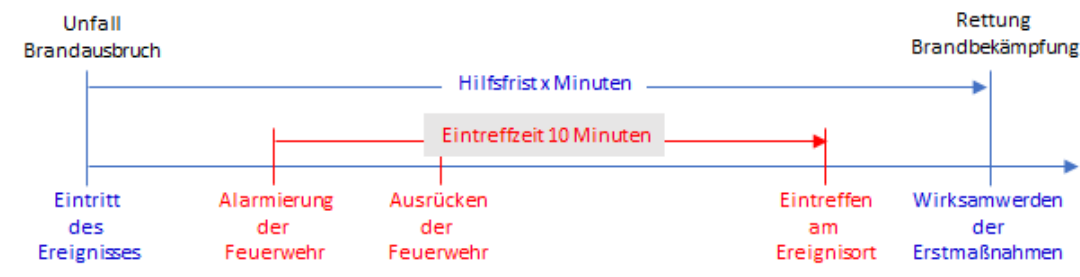 Unfall
Brandausbruch
Rettung
Brandbekämpfung
Hilfsfrist x Minuten
Eintreffzeit 10 Minuten
Eintritt
des
Ereignisses
Alarmierung
der
Feuerwehr
Ausrücken
der
Feuerwehr
Eintreffen
am
Ereignisort
Wirksamwerden
der
Erstmaßnahmen